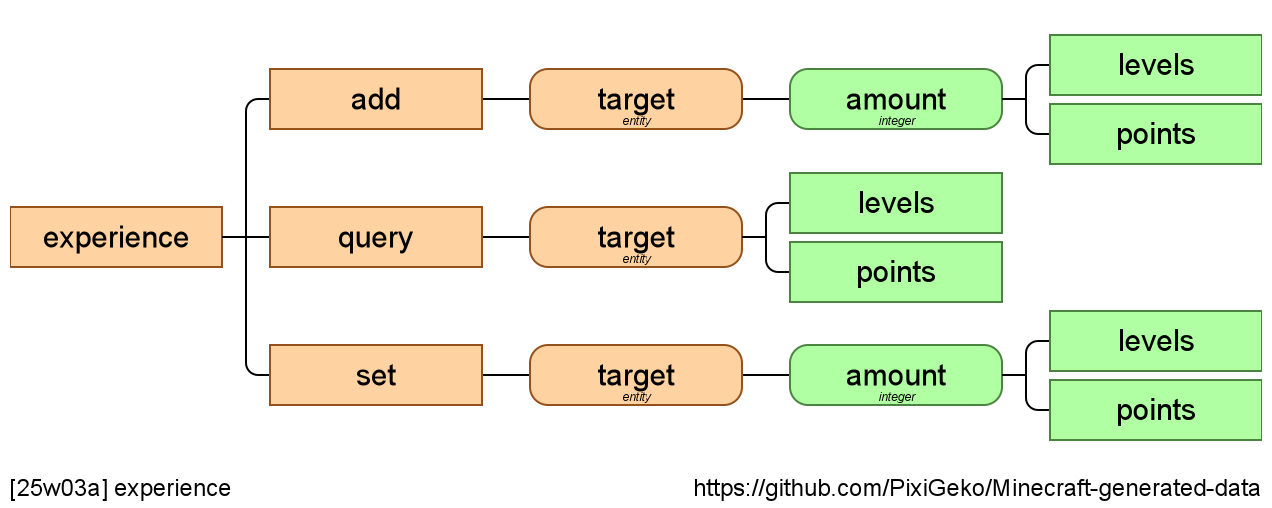 levels
add
target
entity
amount
integer
points
levels
experience
query
target
entity
points
levels
set
target
entity
amount
integer
points
[25w03a] experience
https://github.com/PixiGeko/Minecraft-generated-data